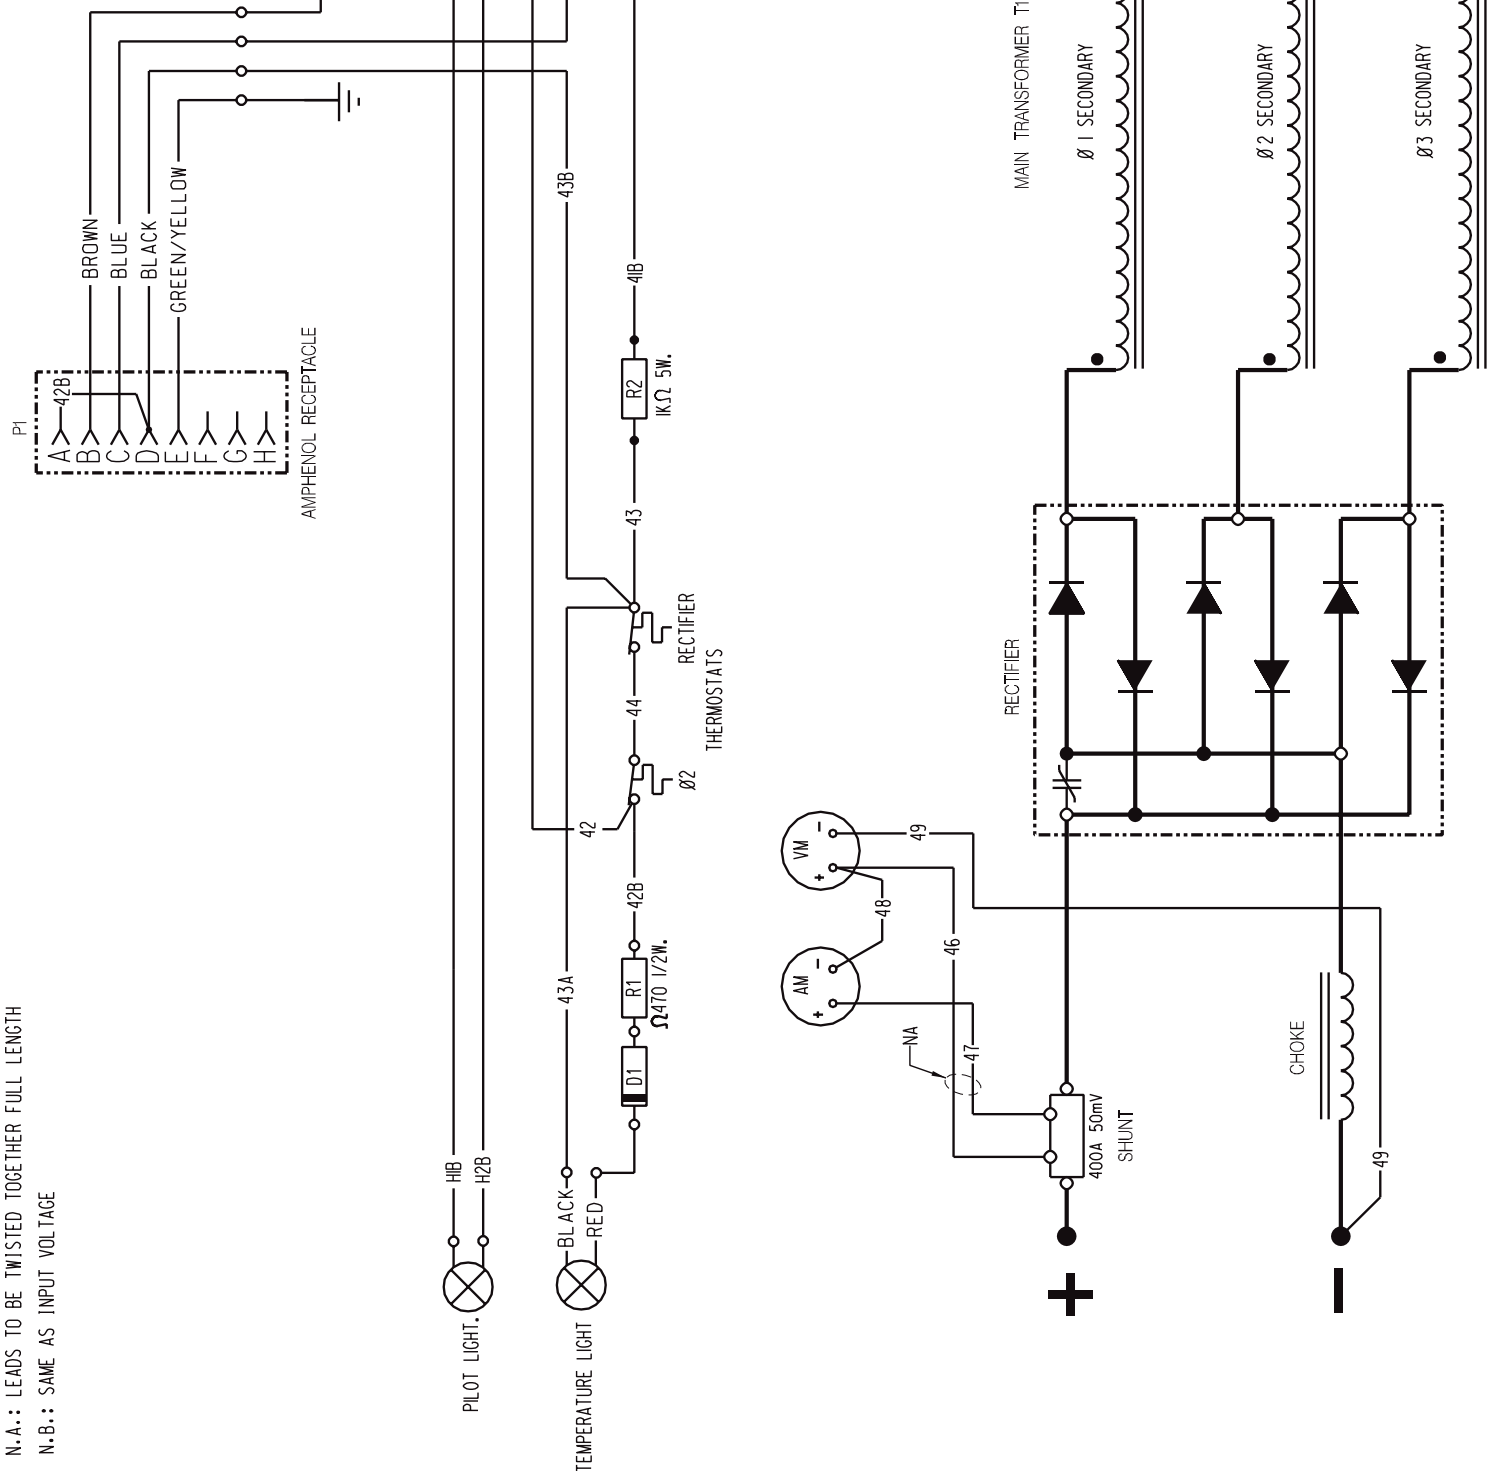 N.A.: LEADS TO BE TWISTED TOGETHER FULL LENGTH
N.B.: SAME AS INPUT VOLTAGE
P1
A
B
C
D
E
F
G
H
42B
BROWN
BLUE
BLACK
GREEN/YELLOW
AMPHENOL RECEPTACLE
H1B
H2B
PILOT LIGHT.
BLACK
RED
TEMPERATURE LIGHT
43B
43A
42
41B
R2
1KΩ 5W.
43
RECTIFIER
THERMOSTATS
44
Ø2
42B
R1
Ω470 1/2W.
D1
VM
+
-
AM
+
-
49
48
46
47
NA
400A 50mV
SHUNT
MAIN TRANSFORMER T1
Ø 1 SECONDARY
Ø 2 SECONDARY
Ø3 SECONDARY
RECTIFIER
CHOKE
49
+
-